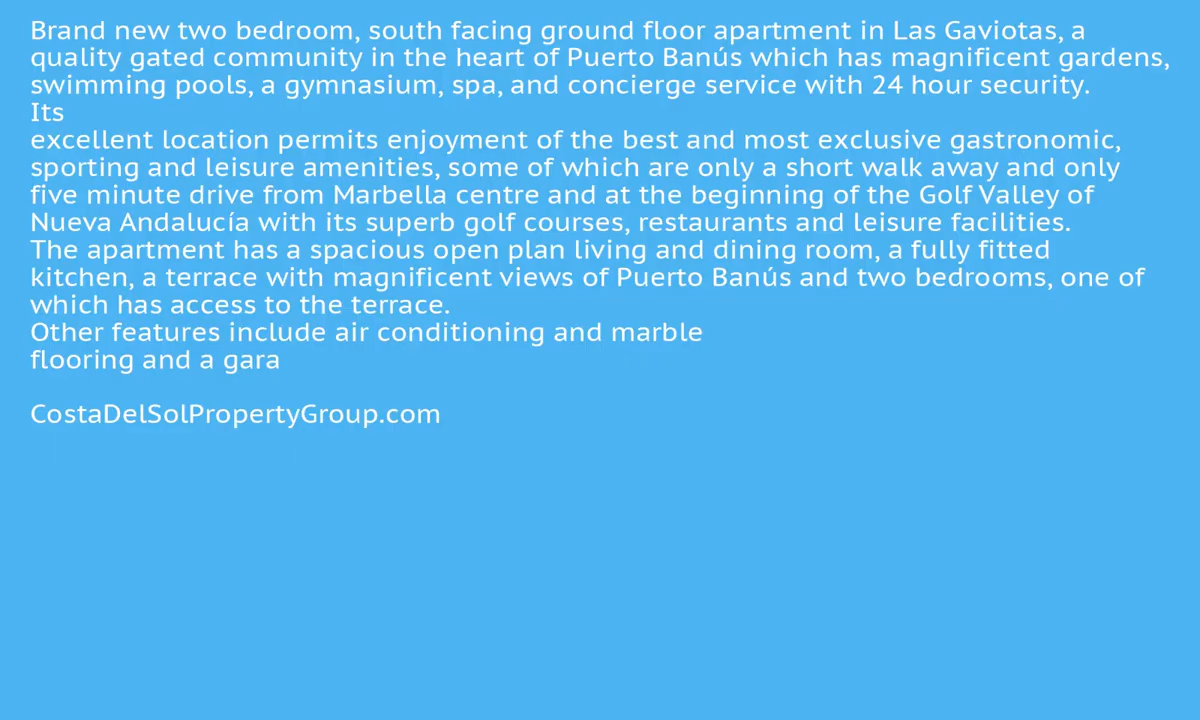 Brand new two bedroom, south facing ground floor apartment in Las Gaviotas, a
quality gated community in the heart of Puerto Banús which has magnificent gardens,
swimming pools, a gymnasium, spa, and concierge service with 24 hour security.
Its
excellent location permits enjoyment of the best and most exclusive gastronomic,
sporting and leisure amenities, some of which are only a short walk away and only
five minute drive from Marbella centre and at the beginning of the Golf Valley of
Nueva Andalucía with its superb golf courses, restaurants and leisure facilities.
The apartment has a spacious open plan living and dining room, a fully fitted
kitchen, a terrace with magnificent views of Puerto Banús and two bedrooms, one of
which has access to the terrace.
Other features include air conditioning and marble
flooring and a gara
CostaDelSolPropertyGroup.com